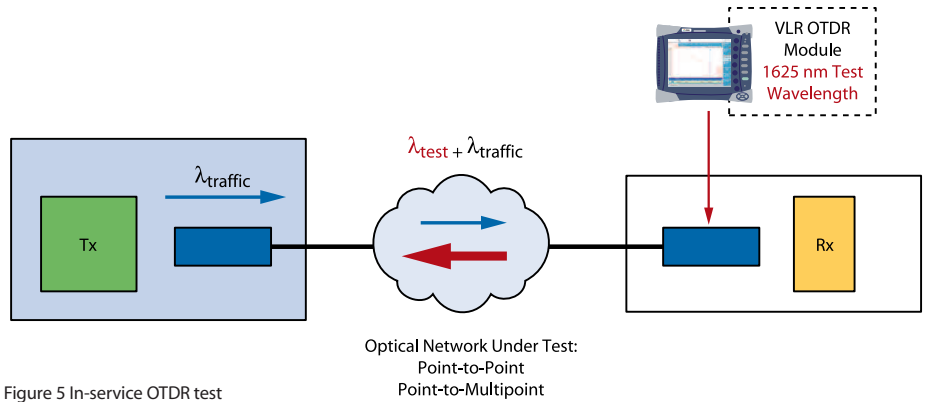 VLR OTDR
Module
1625 nm Test
Wavelength
λtest + λtraffic
λtraffic
Tx
Rx
Optical Network Under Test:
Point-to-Point
Point-to-Multipoint
Figure 5 In-service OTDR test